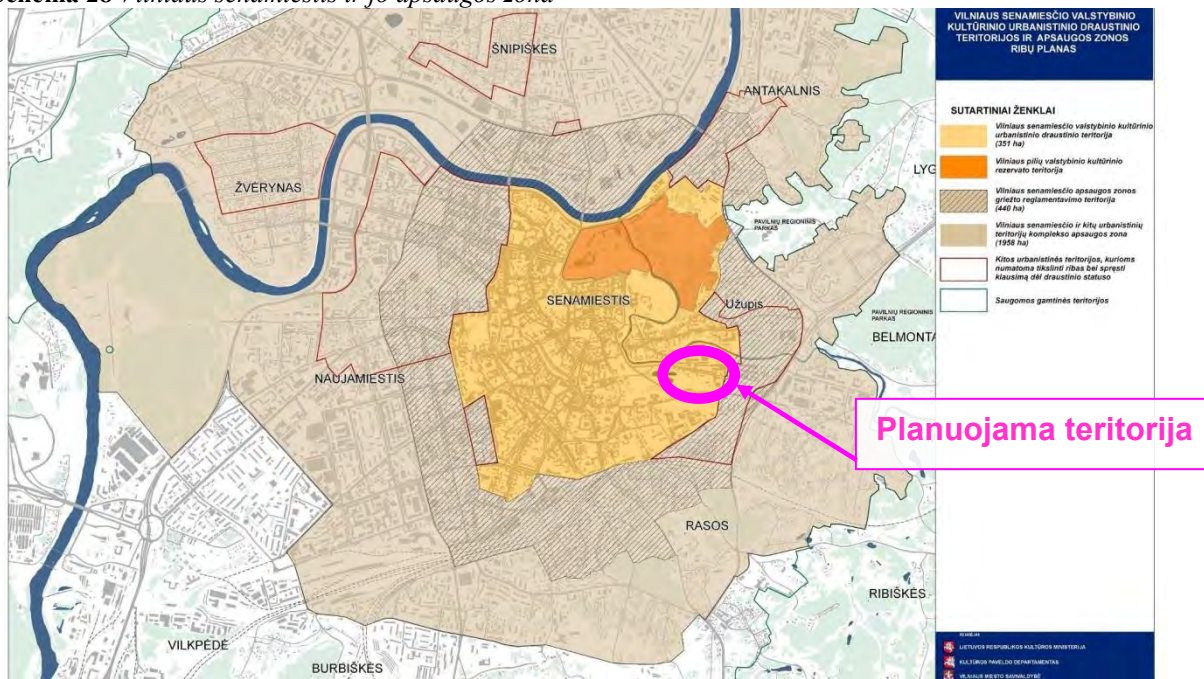 schema 28 Vilniaus senamiestis ir jo apsaugos zona
VILNIAUS SENAMIESČIO VALSTYBINIO
KULTŪRINIO URBANISTINIO DRAUSTINIO
TERITORIJOS IR APSAUGOS ZONOS
RIBŲ PLANAS
SUTARTINIAI ŽENKLAI
Vilniaus senamiesčio valstybinio kultūrinio
urbanistinio draustinio teritorija
(351 ha)
Vilniaus pilių valstybinio kultūrinio
rezervato teritorija
Vilniaus senamiesčio apsaugos zonos
griežto reglamentavimo teritorija
(440 ha)
Vilniaus senamiesčio ir kitų urbanistinių
teritorijų komplekso apsaugos zona
(1958 ha)
Kitos urbanistinės teritorijos, kurioms
numatoma tikslinti ribas bei spręsti
klausimą dėl draustinio statuso
Saugomos gamtinės teritorijos
ŠNIPIŠKĖS
ANTAKALNIS
LYG
ŽVĖRYNAS
PAVILNIŲ REGIONINIS
PARKAS
SENAMIESTIS
Užupis
PAVILNIŲ REGIONINIS
PARKAS
BELMONTA
NAUJAMIESTIS
Planuojama teritorija
RASOS
RIBIŠKĖS
VILKPĖDĖ
BURBIŠKĖS
LIETUVOS RESPUBLIKOS KULTŪROS MINISTERIJA
KULTŪROS PAVELDO DEPARTAMENTAS
VILNIAUS MIESTO SAVIVALDYBĖ